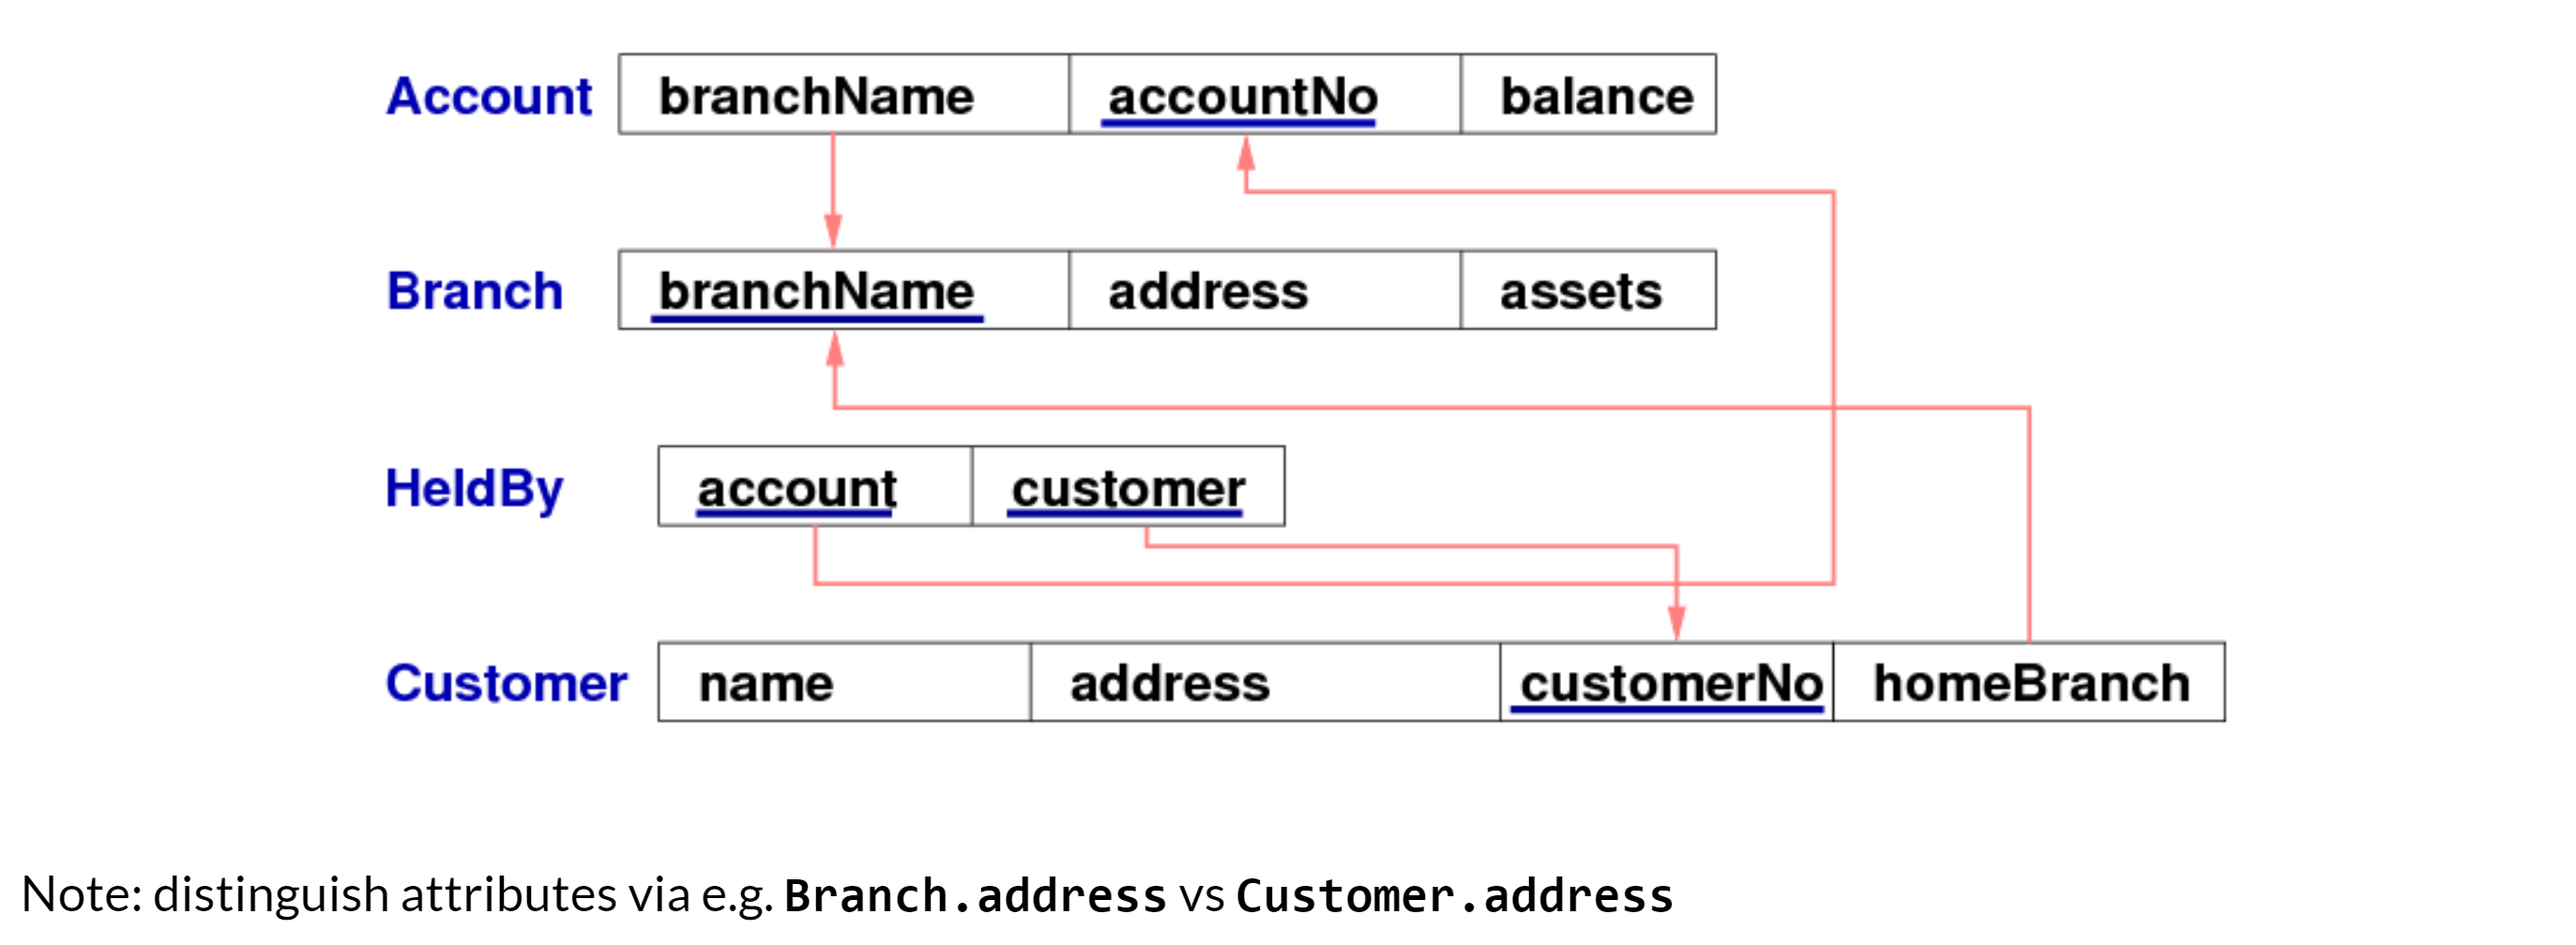 Account branchName accountNo balance
Branch branchName address assets
HeldBy account customer
Customer name address customerNo homeBranch
Note: distinguish attributes via e.g. Branch.address vs Customer.address